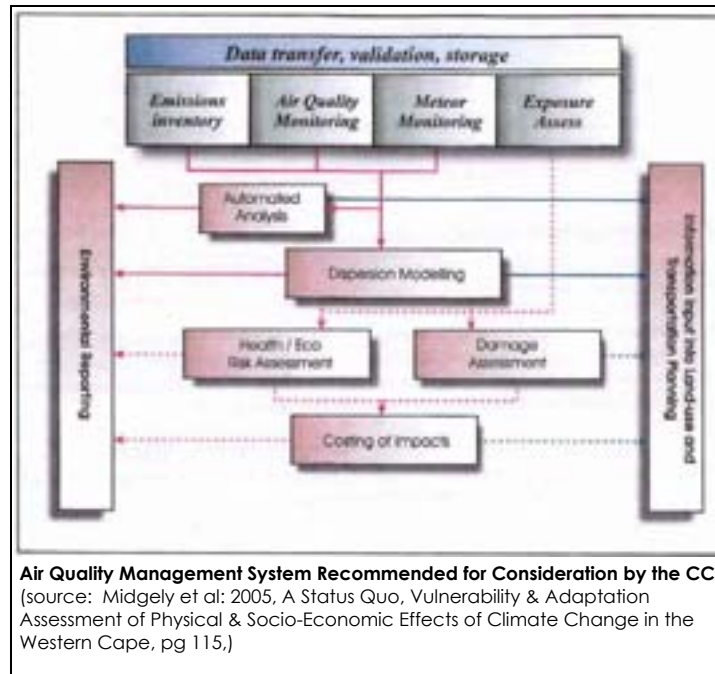 Data transfer, validation, storage
Emissions
inventory
Air Quality
Monitoring
Meteor
Monitoring
Exposure
Assess
Automated
Analysis
Dispersion Modelling
Health / Eco
Risk Assessment
Damage
Assessment
Costing of Impacts
Environmental Reporting
Information Input into Land-use and
Transportation Planning
Air Quality Management System Recommended for Consideration by the CC
(source: Midgely et al: 2005, A Status Quo, Vulnerability & Adaptation
Assessment of Physical & Socio-Economic Effects of Climate Change in the
Western Cape, pg 115,)